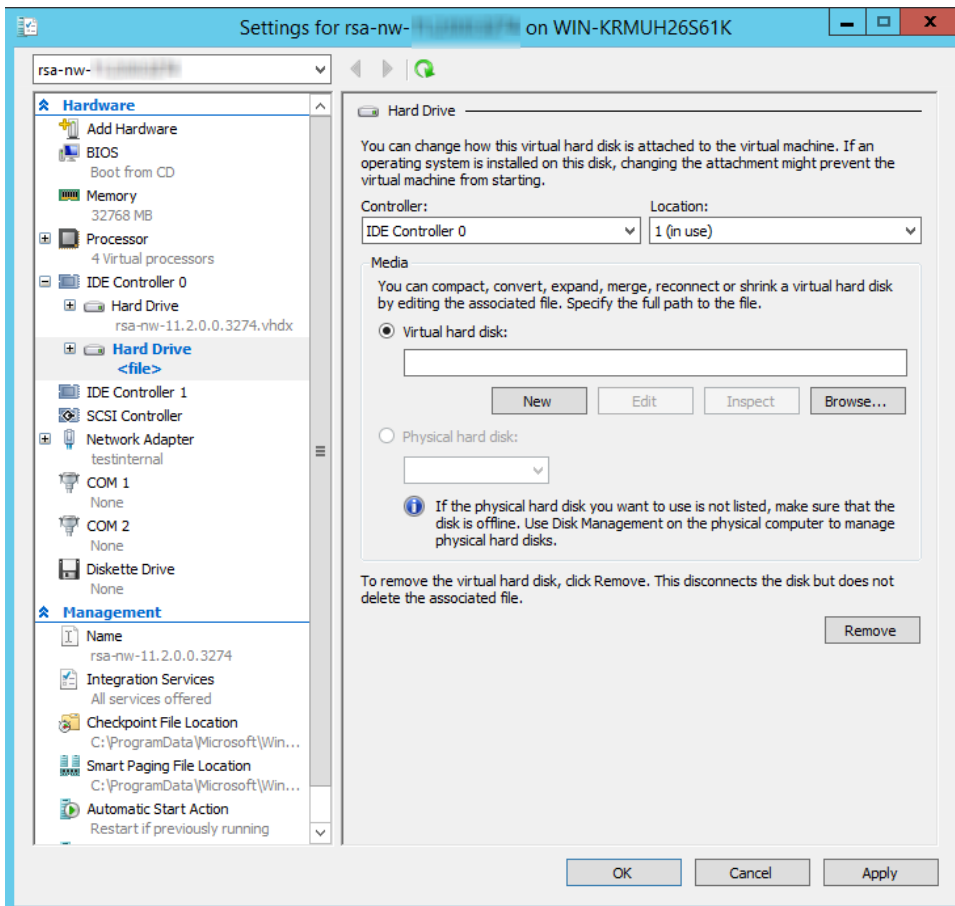 Settings for rsa-nw- on WIN-KRMUH26S61K
rsa-nw-
Hardware
Add Hardware
BIOS
Boot from CD
Memory
32768 MB
Processor
4 Virtual processors
IDE Controller 0
Hard Drive
rsa-nw-11.2.0.0.3274.vhdx
Hard Drive
<file>
IDE Controller 1
SCSI Controller
Network Adapter
testinternal
COM 1
None
COM 2
None
Diskette Drive
None
Management
Name
rsa-nw-11.2.0.0.3274
Integration Services
All services offered
Checkpoint File Location
C:\ProgramData\Microsoft\Win...
Smart Paging File Location
C:\ProgramData\Microsoft\Win...
Automatic Start Action
Restart if previously running
Hard Drive
You can change how this virtual hard disk is attached to the virtual machine. If an
operating system is installed on this disk, changing the attachment might prevent the
virtual machine from starting.
Controller: Location:
IDE Controller 0 1 (in use)
Media
You can compact, convert, expand, merge, reconnect or shrink a virtual hard disk
by editing the associated file. Specify the full path to the file.
Virtual hard disk:
New Edit Inspect Browse...
Physical hard disk:
If the physical hard disk you want to use is not listed, make sure that the
disk is offline. Use Disk Management on the physical computer to manage
physical hard disks.
To remove the virtual hard disk, click Remove. This disconnects the disk but does not
delete the associated file.
Remove
OK Cancel Apply